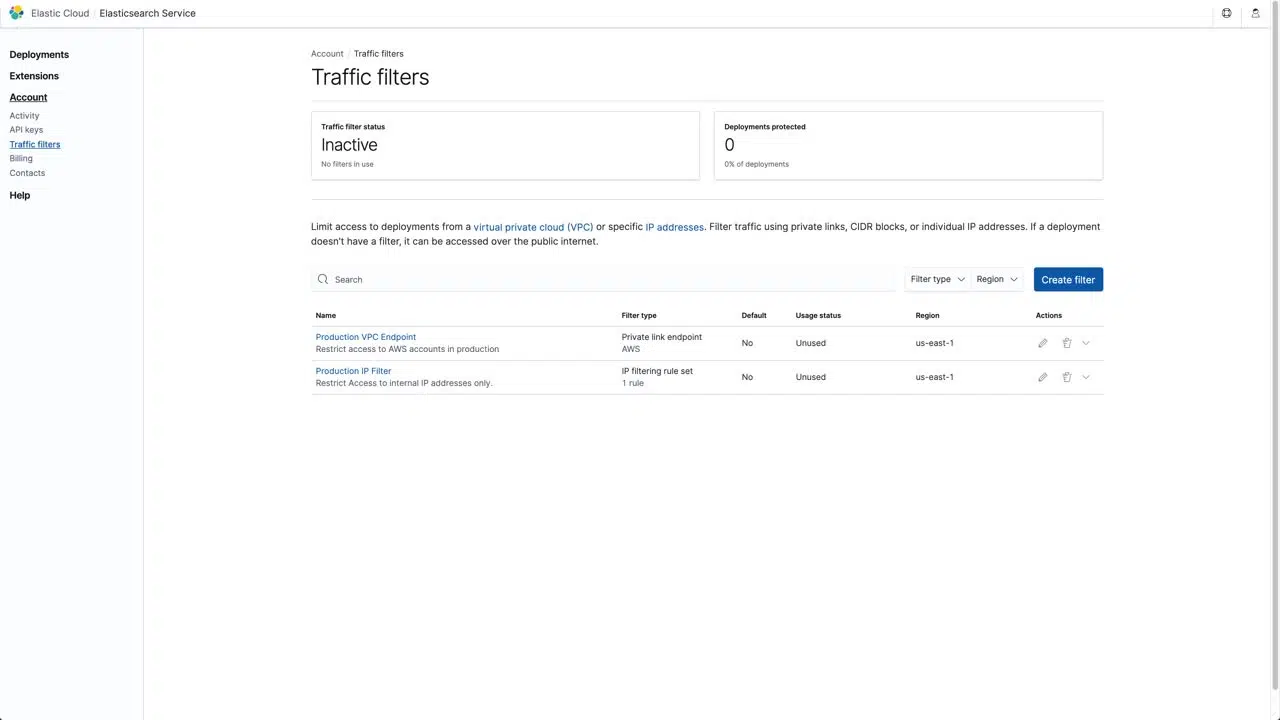 Elastic Cloud / Elasticsearch Service
Deployments
Extensions
Account
Activity
API keys
Traffic filters
Billing
Contacts
Help
Account / Traffic filters
Traffic filters
Traffic filter status
Inactive
No filters in use
Deployments protected
0
0% of deployments
Limit access to deployments from a virtual private cloud (VPC) or specific IP addresses. Filter traffic using private links, CIDR blocks, or individual IP addresses. If a deployment
doesn't have a filter, it can be accessed over the public internet.
Search
Filter type
Region
Create filter
Name Filter type Default Usage status Region Actions
Production VPC Endpoint Private link endpoint
No Unused us-east-1
Restrict access to AWS accounts in production AWS
Production IP Filter IP filtering rule set
No Unused us-east-1
Restrict Access to internal IP addresses only. 1 rule